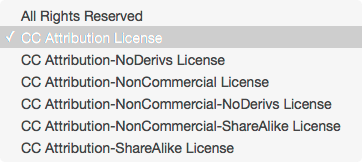 All Rights Reserved
✓ CC Attribution License
CC Attribution-NoDerivs License
CC Attribution-NonCommercial License
CC Attribution-NonCommercial-NoDerivs License
CC Attribution-NonCommercial-ShareAlike License
CC Attribution-ShareAlike License